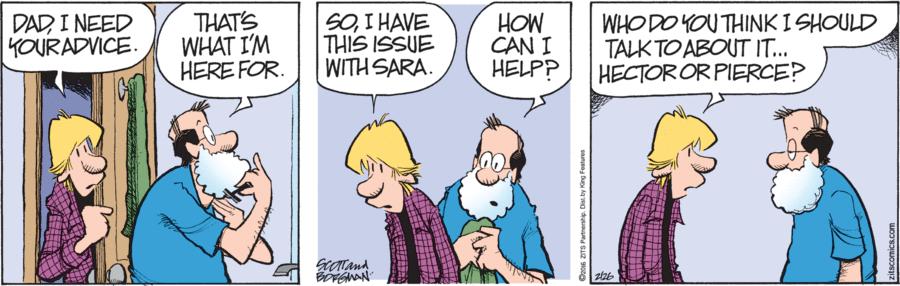 DAD, I NEED
YOUR ADVICE.
THAT'S
WHAT I'M
HERE FOR.
SO, I HAVE
THIS ISSUE
WITH SARA.
HOW
CAN I
HELP?
SCOTT and
BORGMAN
©2016 ZITS Partnership. Dist. by King Features
WHO DO YOU THINK I SHOULD
TALK TO ABOUT IT...
HECTOR OR PIERCE?
2/26
zitscomics.com